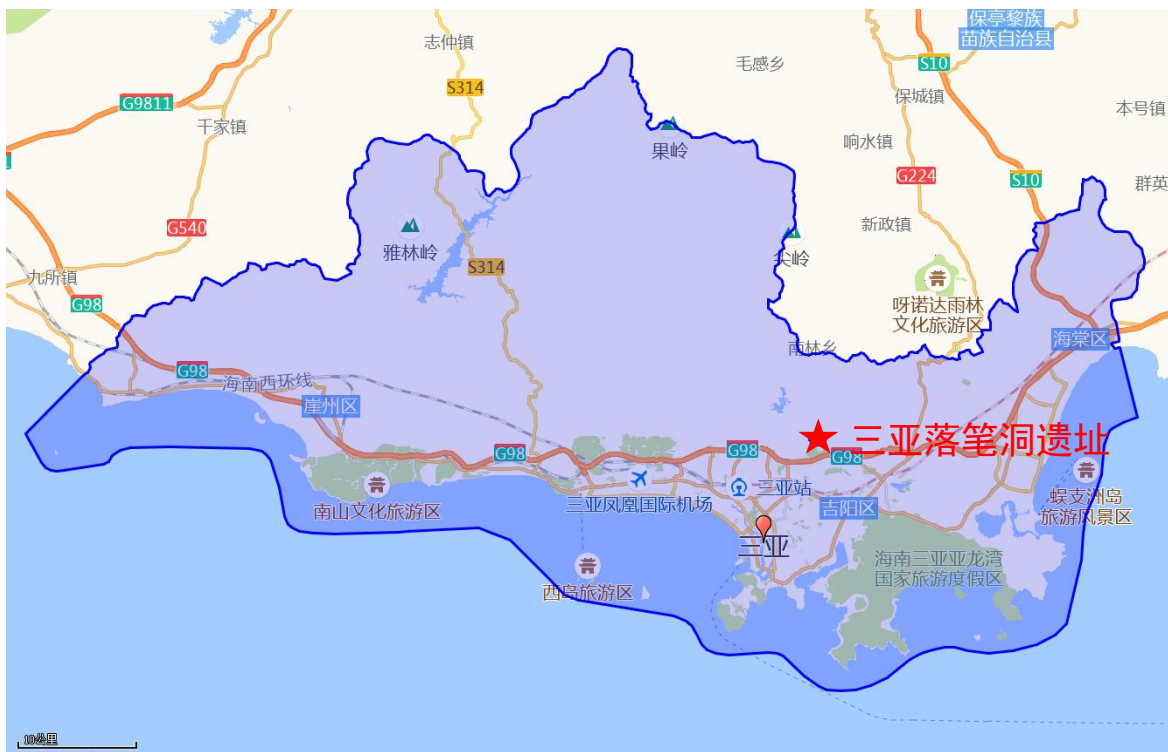 保亭黎族
苗族自治县
志仲镇
毛感乡
S10
S314
保城镇
G9811
本号镇
千家镇
响水镇
果岭
G224
S10
群英
G540
新政镇
雅林岭
尖岭
S314
九所镇
G98
呀诺达雨林
文化旅游区
海棠区
南林乡
G98
海南西环线
崖州区
三亚落笔洞遗址
G98
G98
G98
三亚站
三亚凤凰国际机场
南山文化旅游区
吉阳区
蜈支洲岛
旅游风景区
三亚
海南三亚亚龙湾
国家旅游度假区
西岛旅游区
10公里